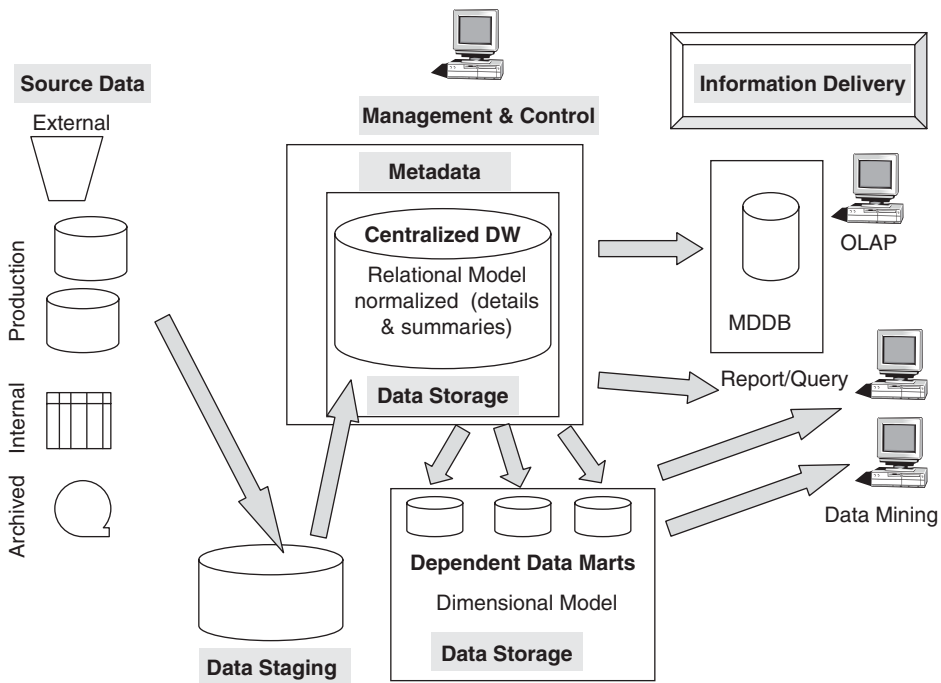 Source Data
External
Production
Internal
Archived
Data Staging
Management & Control
Metadata
Centralized DW
Relational Model
normalized (details
& summaries)
Data Storage
Dependent Data Marts
Dimensional Model
Data Storage
Information Delivery
OLAP
MDDB
Report/Query
Data Mining